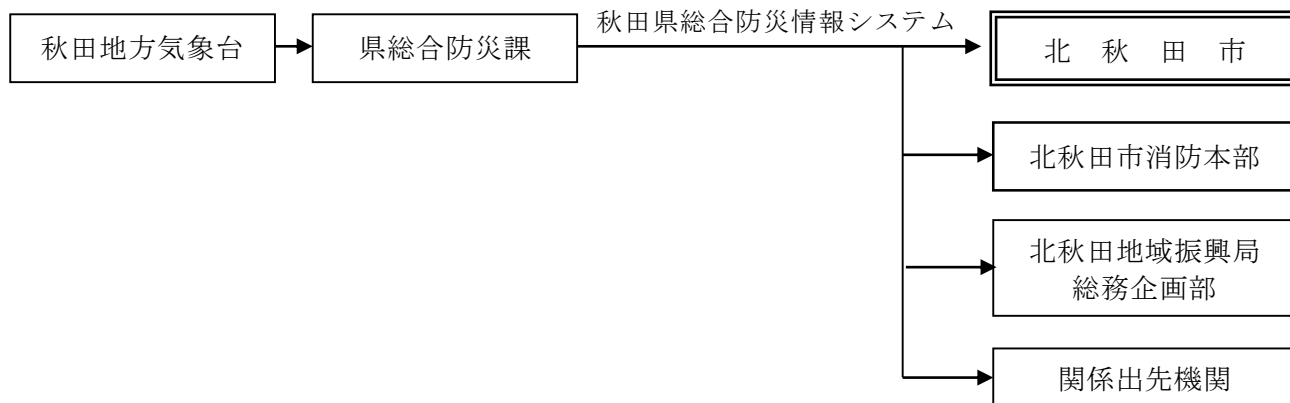 秋田県総合防災情報システム
秋田地方気象台
県総合防災課
北　秋　田　市
北秋田市消防本部
北秋田地域振興局
総務企画部
関係出先機関